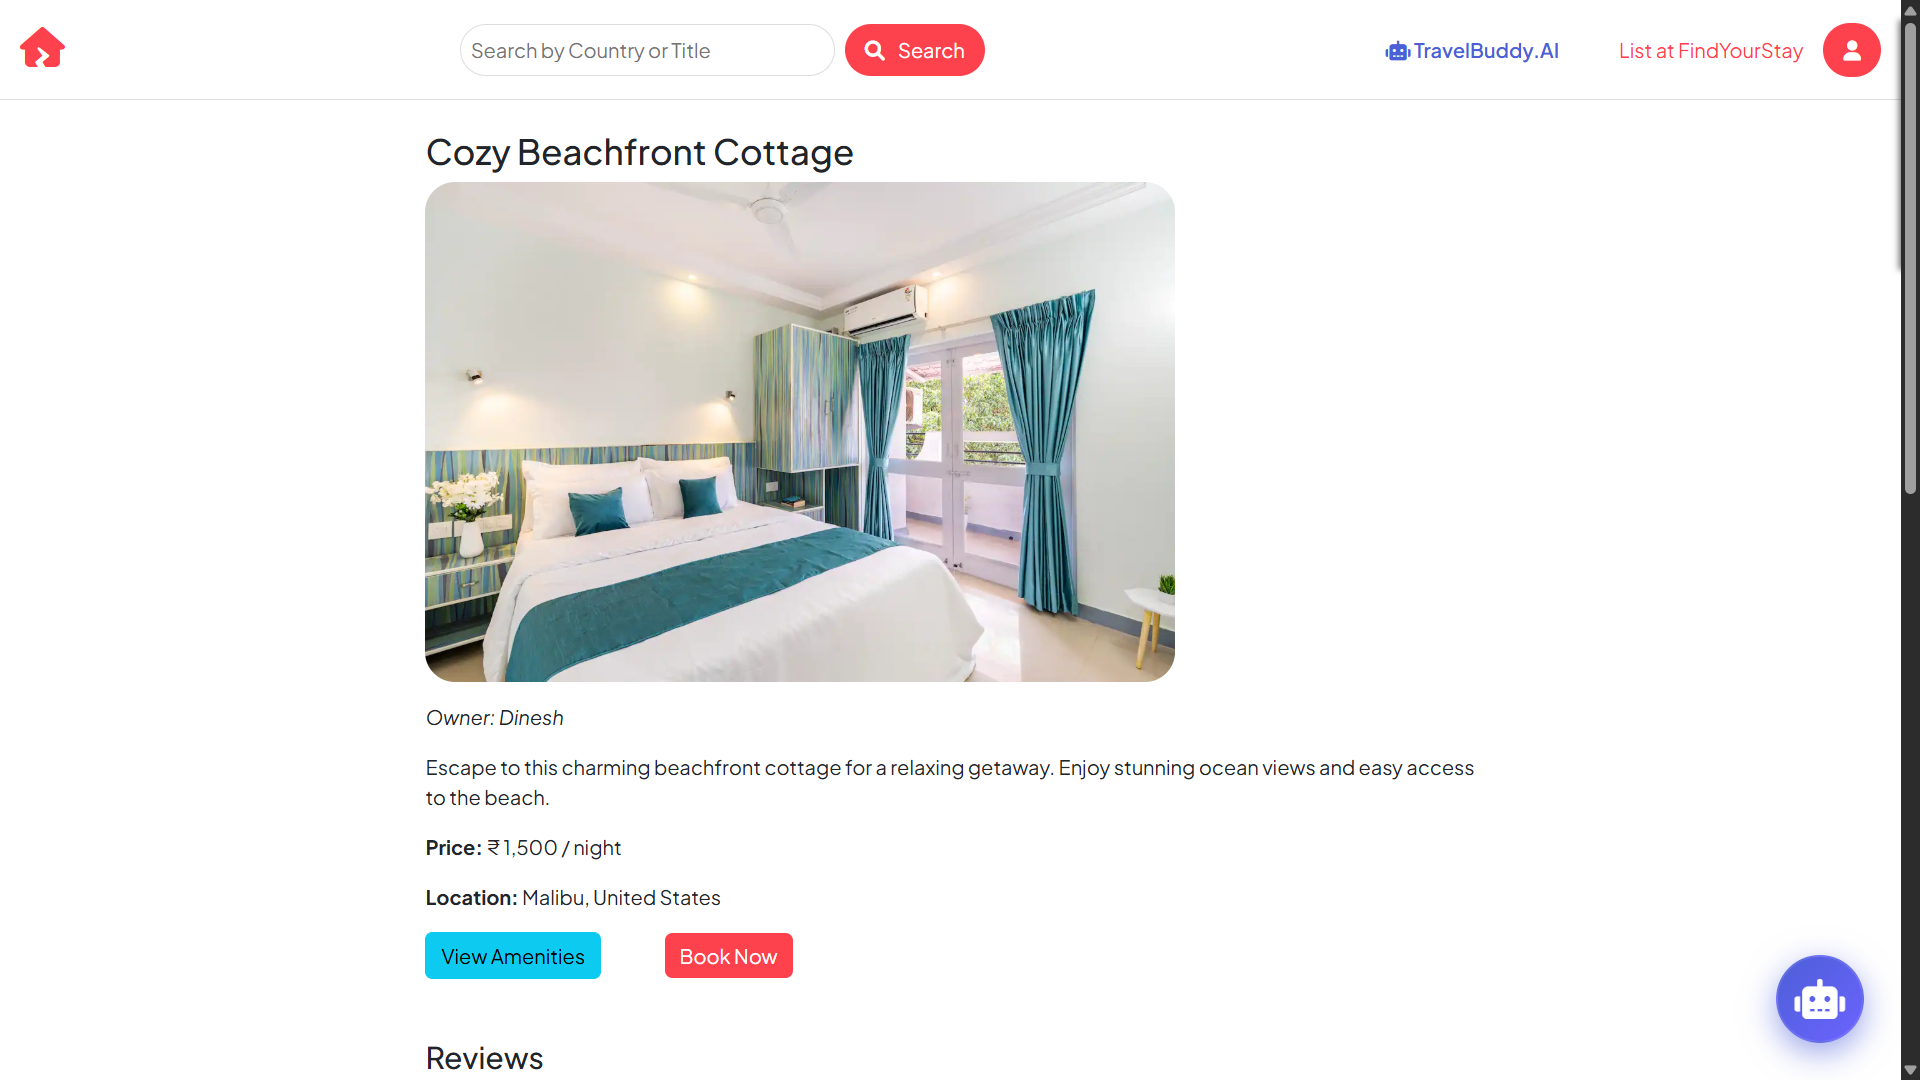 Search by Country or Title
Search
TravelBuddy.AI
List at FindYourStay
Cozy Beachfront Cottage
Owner: Dinesh
Escape to this charming beachfront cottage for a relaxing getaway. Enjoy stunning ocean views and easy access
to the beach.
Price: ₹ 1,500 / night
Location: Malibu, United States
View Amenities
Book Now
Reviews